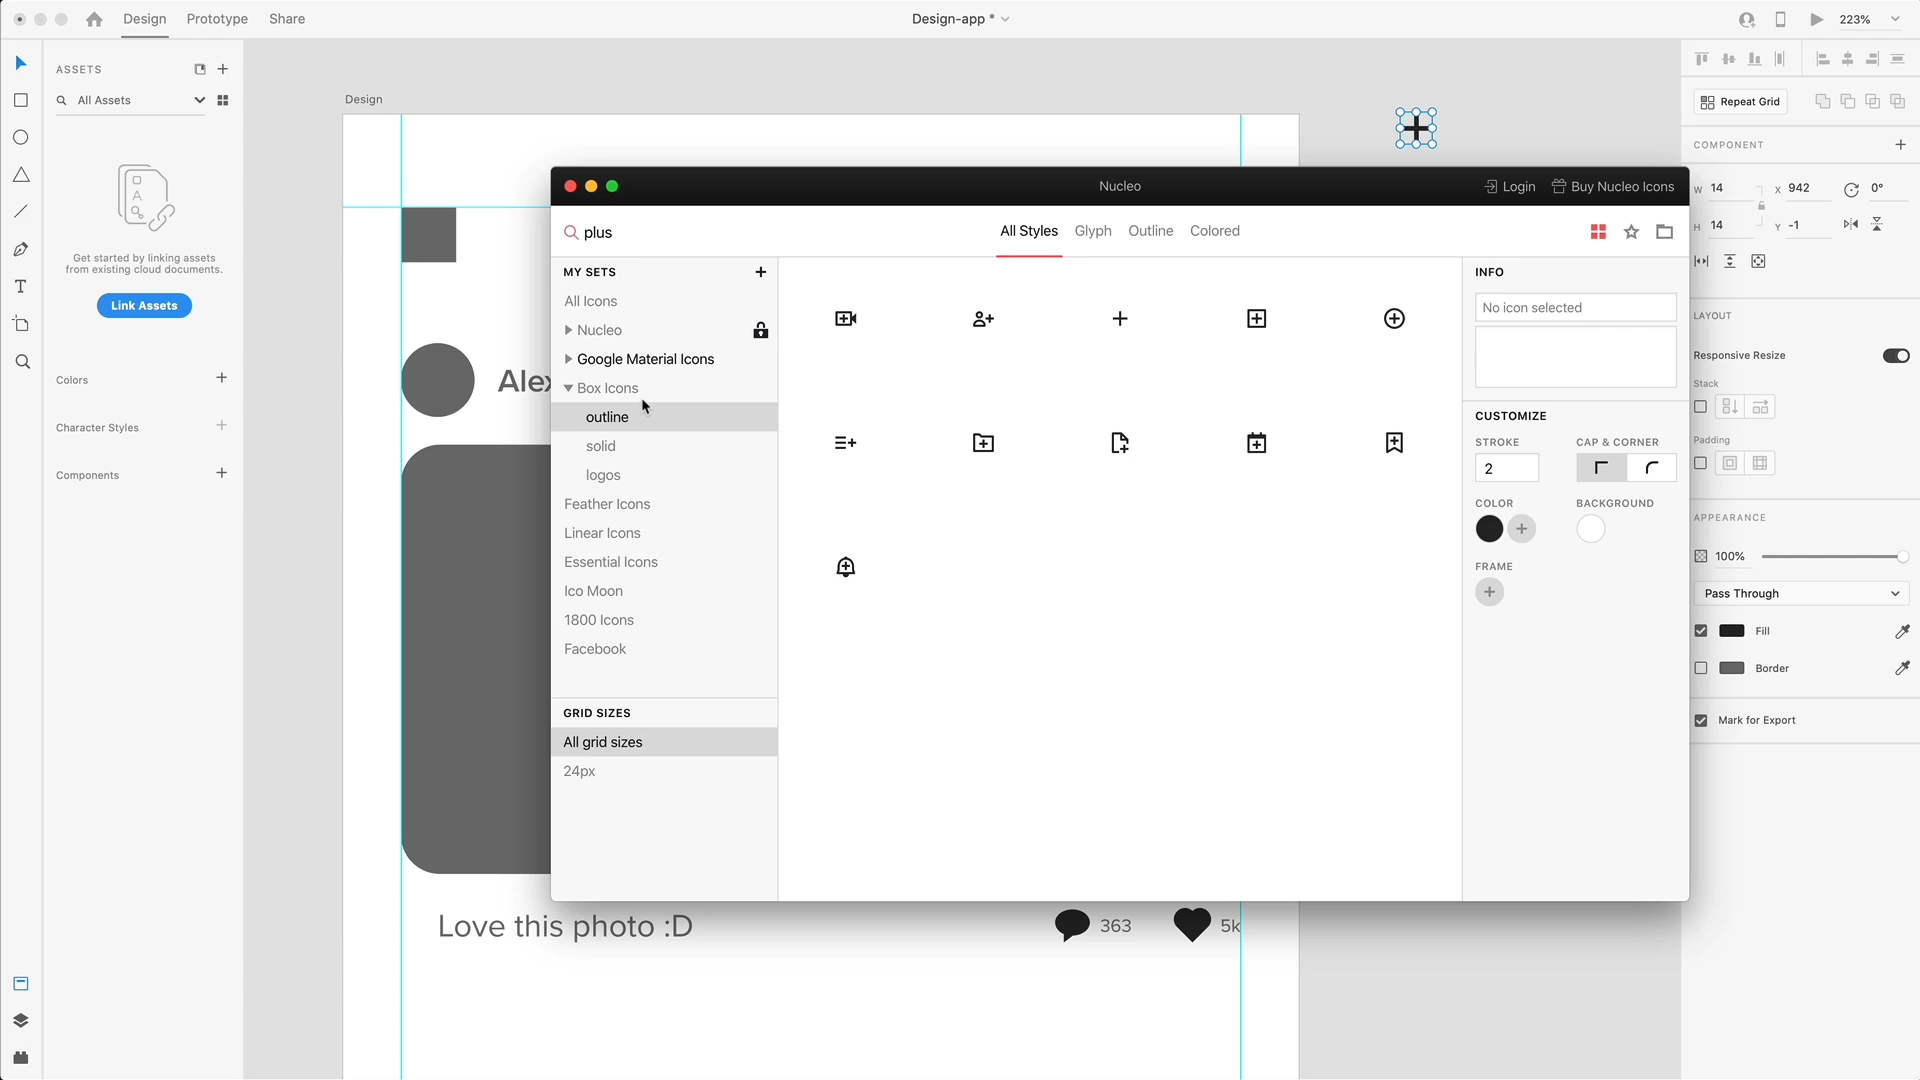 Design
Prototype
Share
Design-app *
223%
ASSETS
All Assets
A
Get started by linking assets
from existing cloud documents.
Link Assets
Colors
Character Styles
Components
Design
Alex
Love this photo :D
363
5k
Nucleo
Login
Buy Nucleo Icons
plus
All Styles
Glyph
Outline
Colored
MY SETS
All Icons
Nucleo
Google Material Icons
Box Icons
outline
solid
logos
Feather Icons
Linear Icons
Essential Icons
Ico Moon
1800 Icons
Facebook
GRID SIZES
All grid sizes
24px
INFO
No icon selected
CUSTOMIZE
STROKE
CAP & CORNER
2
COLOR
BACKGROUND
FRAME
Repeat Grid
COMPONENT
W 14
X 942
0°
H 14
Y -1
LAYOUT
Responsive Resize
Stack
Padding
APPEARANCE
100%
Pass Through
Fill
Border
Mark for Export